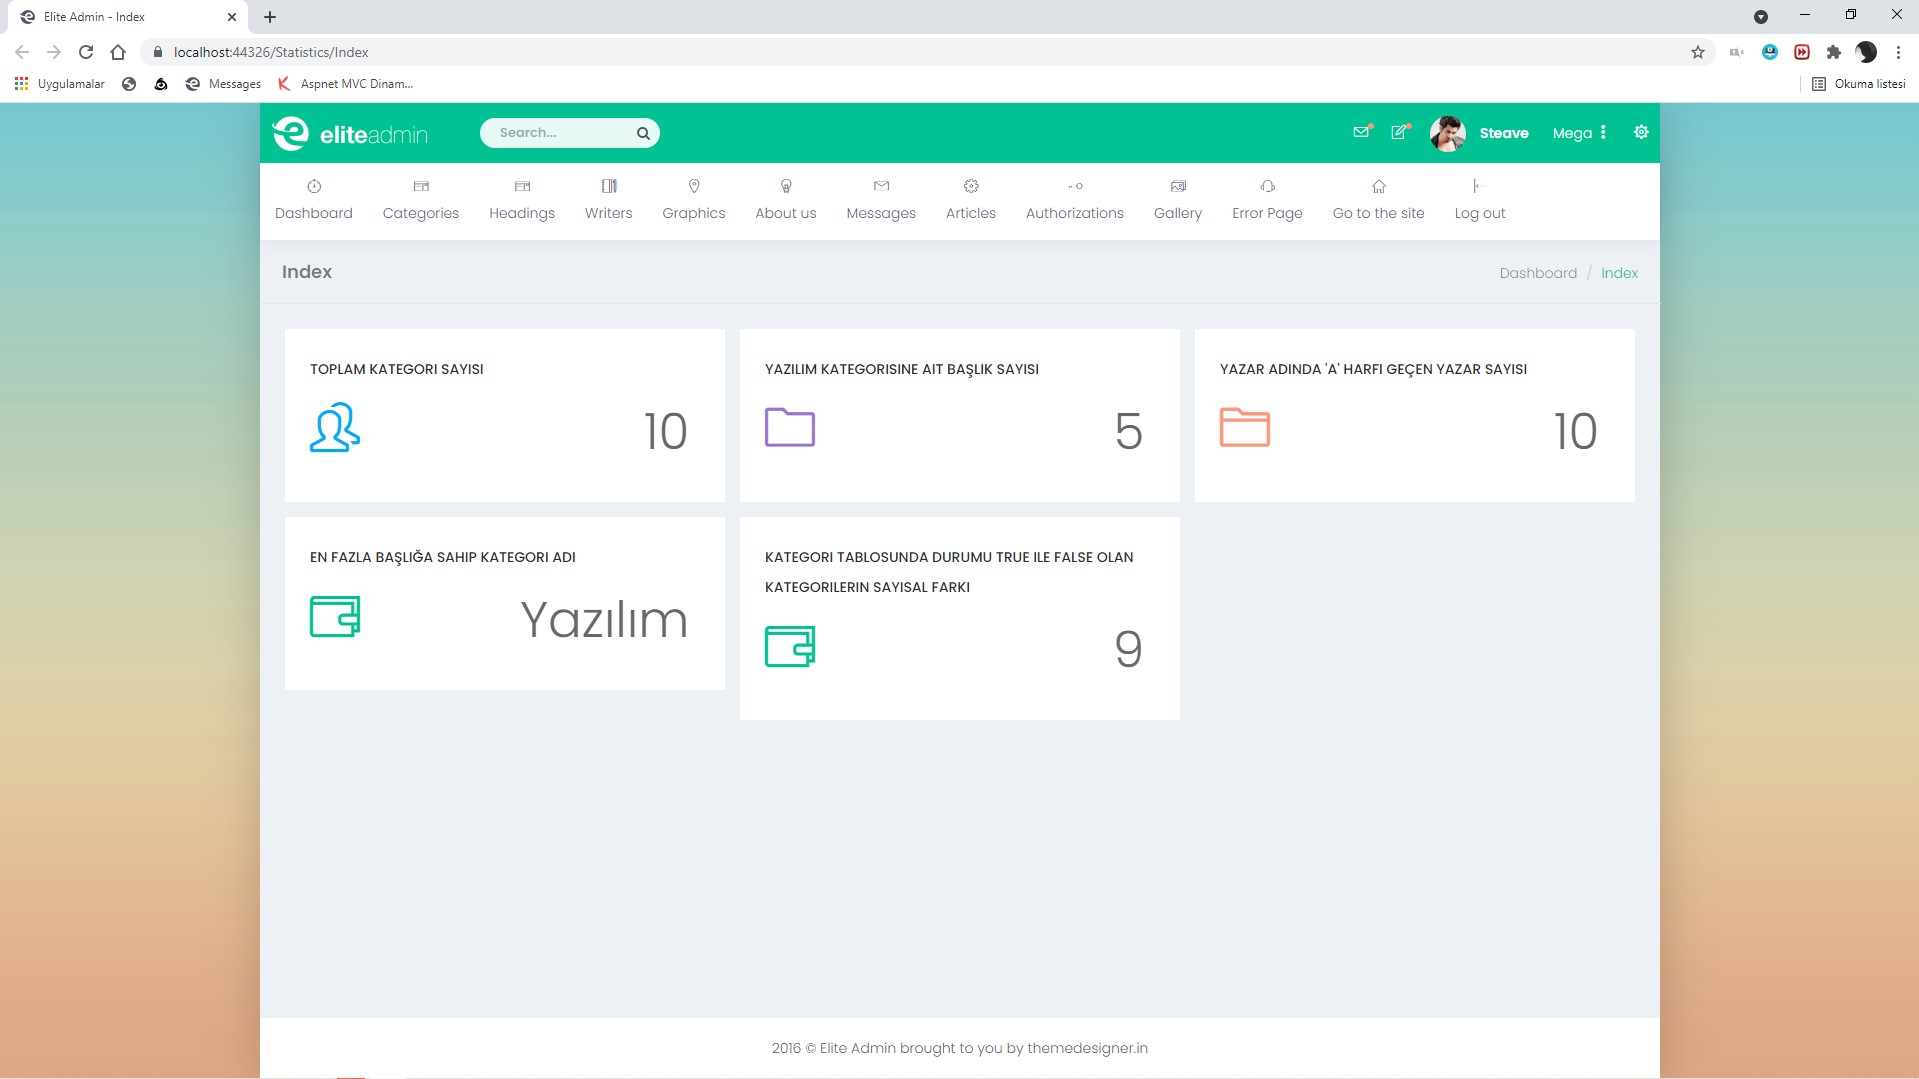 Elite Admin - Index
localhost:44326/Statistics/Index
Uygulamalar
Messages
Aspnet MVC Dinam...
Okuma listesi
eliteadmin
Search...
Steave
Mega
Dashboard
Categories
Headings
Writers
Graphics
About us
Messages
Articles
Authorizations
Gallery
Error Page
Go to the site
Log out
Index
Dashboard / Index
TOPLAM KATEGORI SAYISI
10
YAZILIM KATEGORISINE AIT BAŞLIK SAYISI
5
YAZAR ADINDA 'A' HARFI GEÇEN YAZAR SAYISI
10
EN FAZLA BAŞLIĞA SAHIP KATEGORI ADI
Yazılım
KATEGORI TABLOSUNDA DURUMU TRUE ILE FALSE OLAN
KATEGORILERIN SAYISAL FARKI
9
2016 © Elite Admin brought to you by themedesigner.in